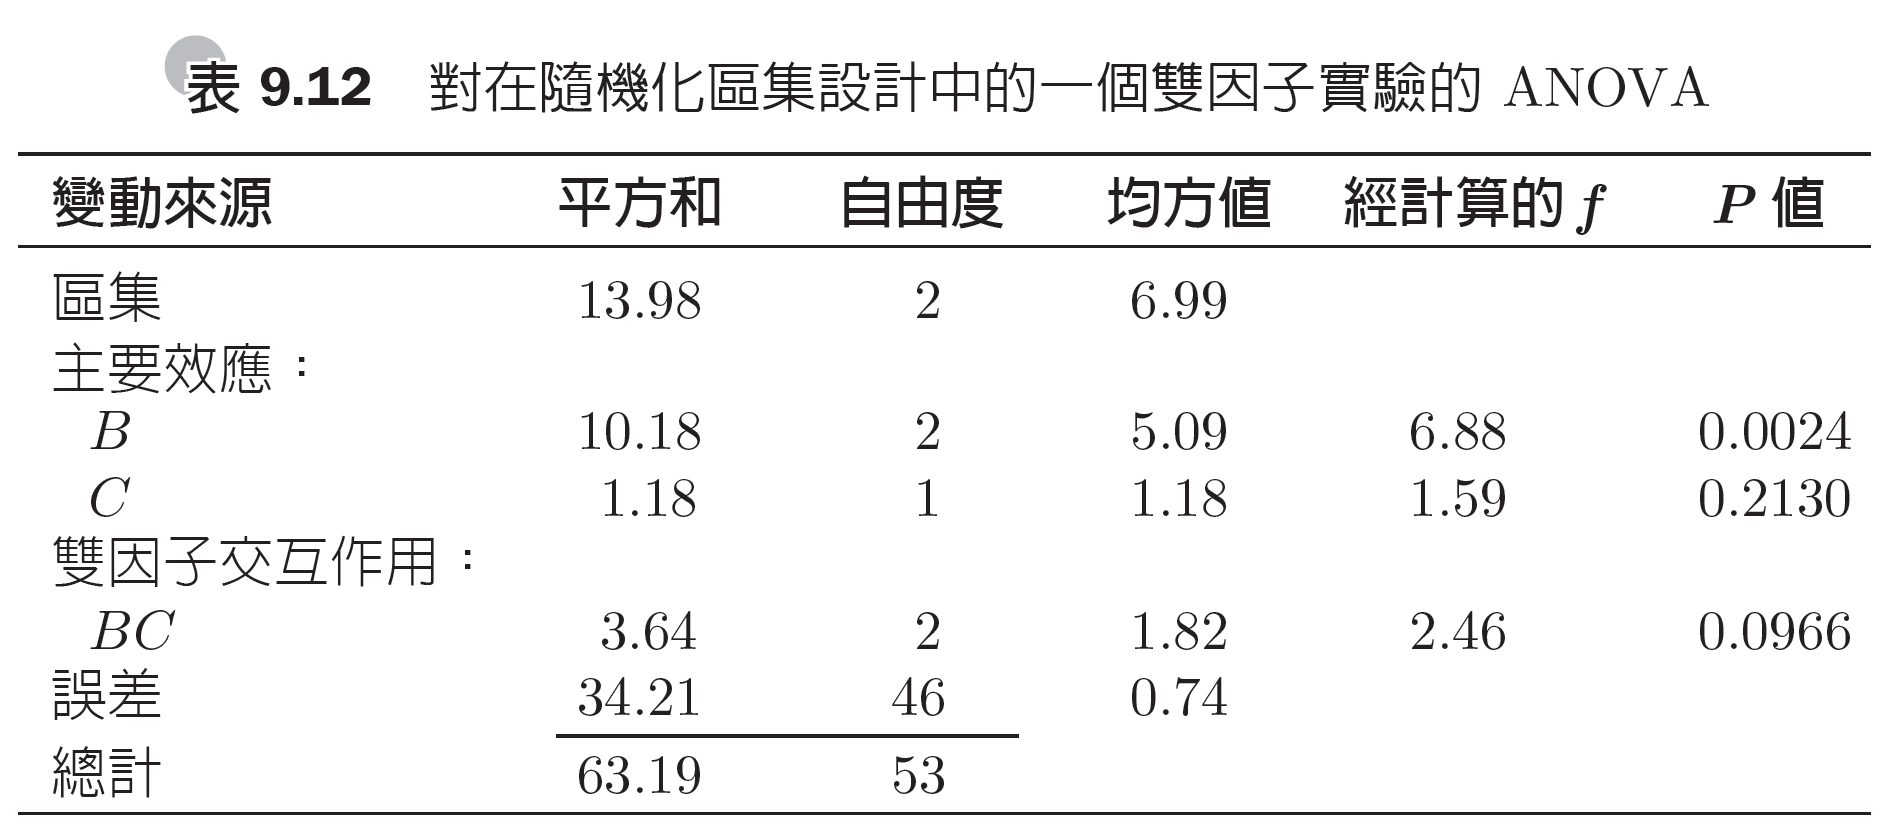 表 9.12 對在隨機化區集設計中的一個雙因子實驗的 ANOVA
變動來源 平方和 自由度 均方值 經計算的 f P 值
區集 13.98 2 6.99
主要效應：
B 10.18 2 5.09 6.88 0.0024
C 1.18 1 1.18 1.59 0.2130
雙因子交互作用：
BC 3.64 2 1.82 2.46 0.0966
誤差 34.21 46 0.74
總計 63.19 53